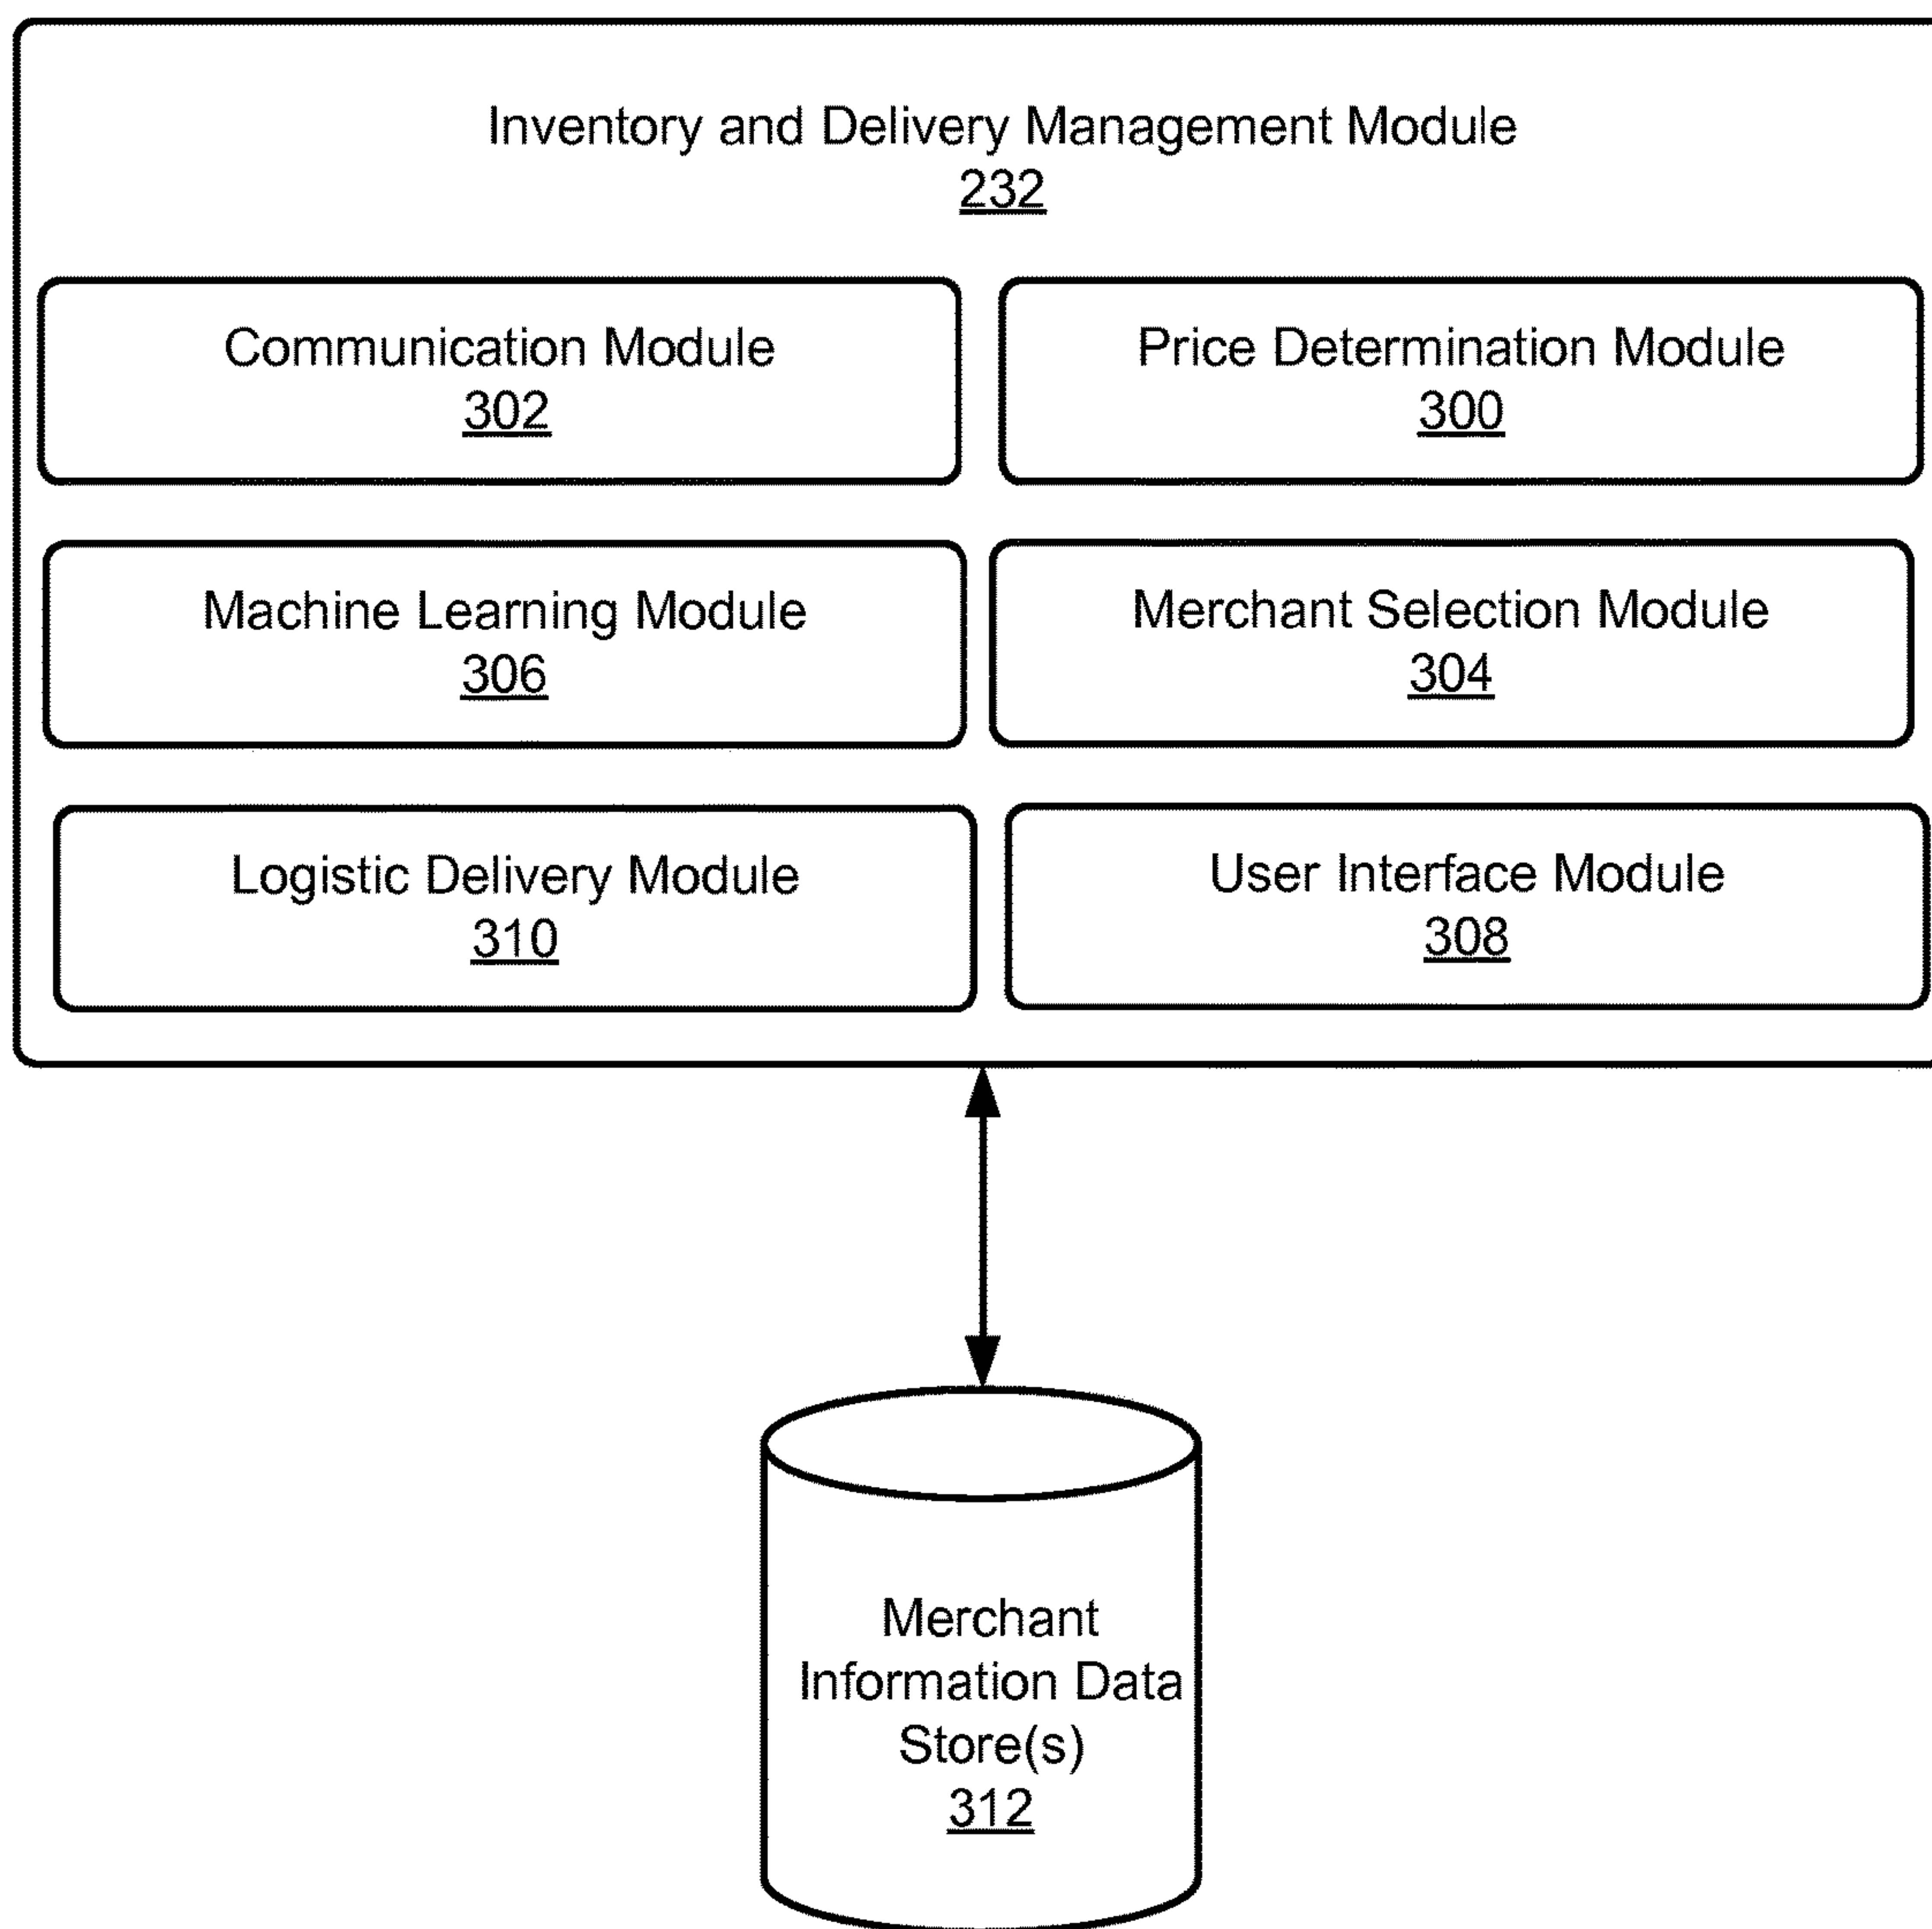 Inventory and Delivery Management Module
232
Communication Module
302
Price Determination Module
300
Machine Learning Module
306
Merchant Selection Module
304
Logistic Delivery Module
310
User Interface Module
308
Merchant
Information Data
Store(s)
312